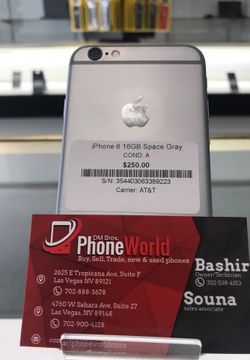 iPhone 6 16GB Space Gray
COND: A
$250.00
S/N: 354403063389223
Carrier: AT&T
DM Bros.
PhoneWorld
Buy, Sell, Trade, new & used phones
Bashir
Owner/Technician
702-538-4153
2625 E Tropicana Ave, Suite F
Las Vegas NV 89121
702-888-3678
Souna
sales associate
4760 W Sahara Ave, Suite 27
Las Vegas, NV 89148
702-900-4128